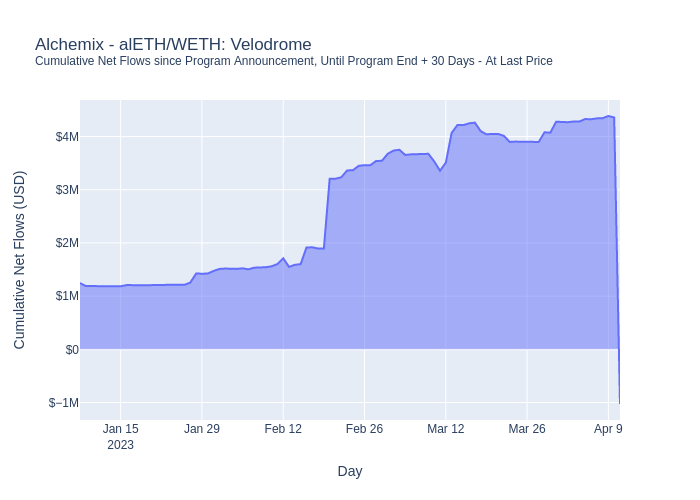 Alchemix - alETH/WETH: Velodrome
Cumulative Net Flows since Program Announcement, Until Program End + 30 Days - At Last Price
Cumulative Net Flows (USD)
$4M
$3M
$2M
$1M
$0
$−1M
Jan 15
2023
Jan 29
Feb 12
Feb 26
Mar 12
Mar 26
Apr 9
Day